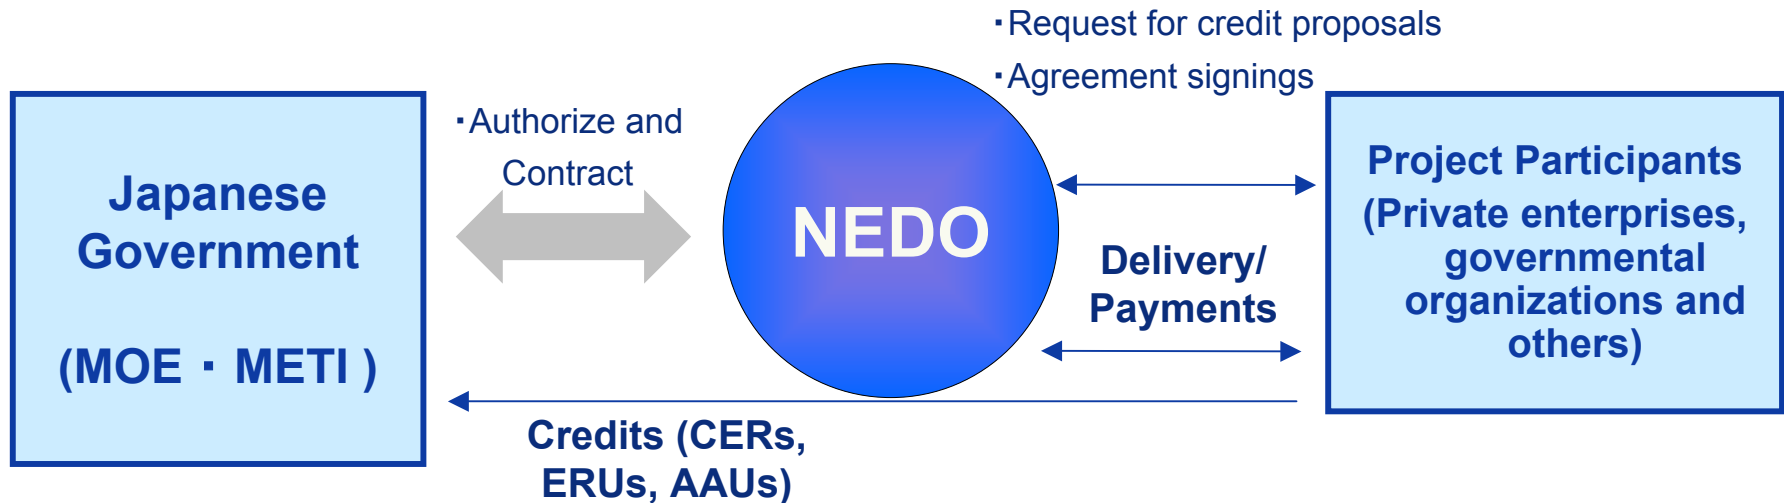 ・Request for credit proposals
・Agreement signings
・Authorize and
Contract
Japanese
Government
(MOE・METI )
NEDO
Project Participants
(Private enterprises,
governmental
organizations and
others)
Delivery/
Payments
Credits (CERs,
ERUs, AAUs)